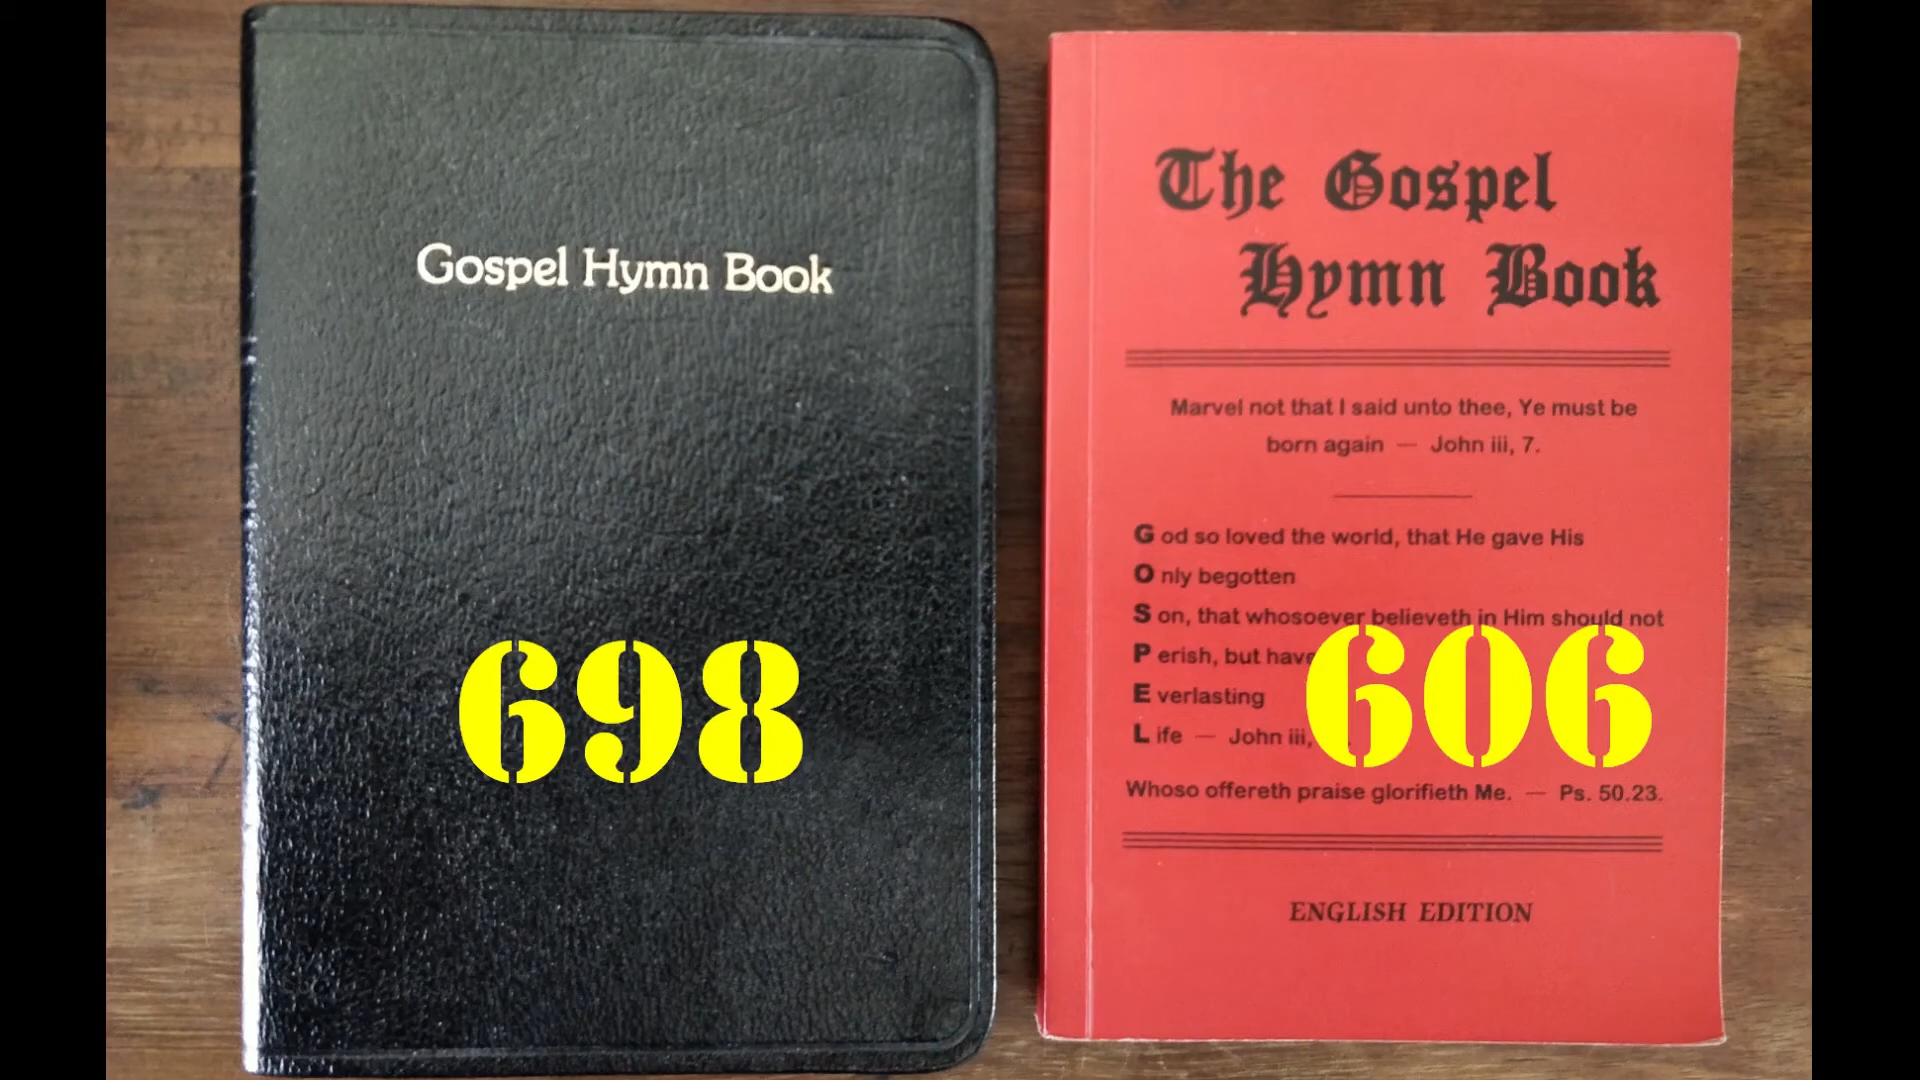 Gospel Hymn Book
698
The Gospel
Hymn Book
Marvel not that I said unto thee, Ye must be
born again — John iii, 7.
G od so loved the world, that He gave His
O nly begotten
S on, that whosoever believeth in Him should not
P erish, but have
E verlasting
L ife — John iii,
606
Whoso offereth praise glorifieth Me. — Ps. 50.23.
ENGLISH EDITION